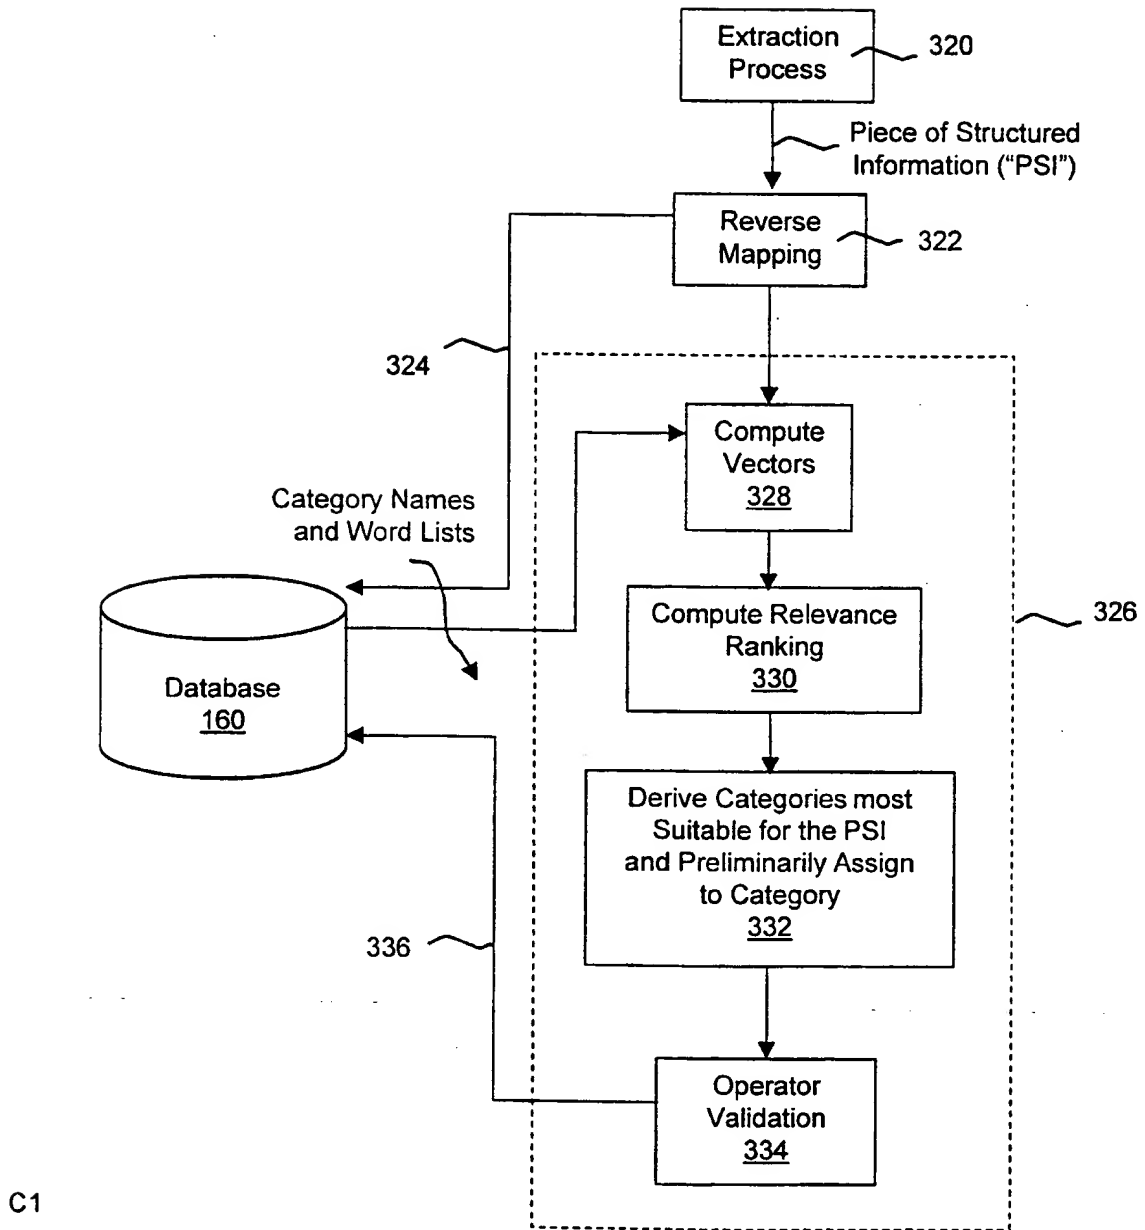 Extraction
Process
320
Piece of Structured
Information (“PSI”)
Reverse
Mapping
322
324
Compute
Vectors
328
Category Names
and Word Lists
Compute Relevance
Ranking
330
326
Database
160
Derive Categories most
Suitable for the PSI
and Preliminarily Assign
to Category
332
336
Operator
Validation
334
C1